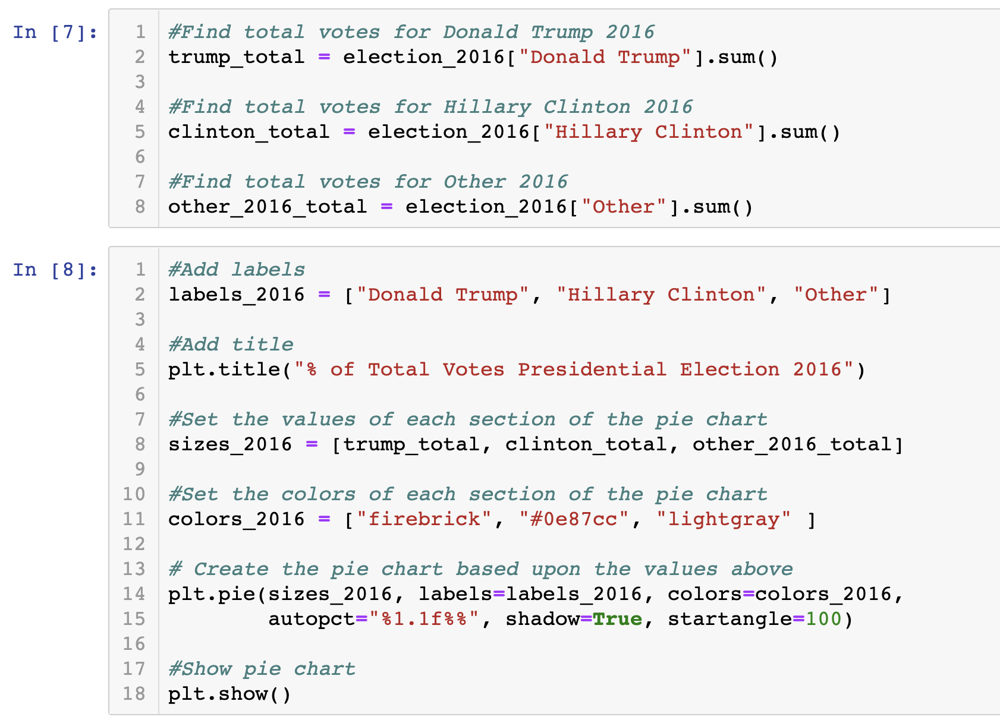 In [7]:
1 #Find total votes for Donald Trump 2016
2 trump_total = election_2016["Donald Trump"].sum()
3
4 #Find total votes for Hillary Clinton 2016
5 clinton_total = election_2016["Hillary Clinton"].sum()
6
7 #Find total votes for Other 2016
8 other_2016_total = election_2016["Other"].sum()
In [8]:
1 #Add labels
2 labels_2016 = ["Donald Trump", "Hillary Clinton", "Other"]
3
4 #Add title
5 plt.title("% of Total Votes Presidential Election 2016")
6
7 #Set the values of each section of the pie chart
8 sizes_2016 = [trump_total, clinton_total, other_2016_total]
9
10 #Set the colors of each section of the pie chart
11 colors_2016 = ["firebrick", "#0e87cc", "lightgray" ]
12
13 # Create the pie chart based upon the values above
14 plt.pie(sizes_2016, labels=labels_2016, colors=colors_2016,
15         autopct="%1.1f%%", shadow=True, startangle=100)
16
17 #Show pie chart
18 plt.show()